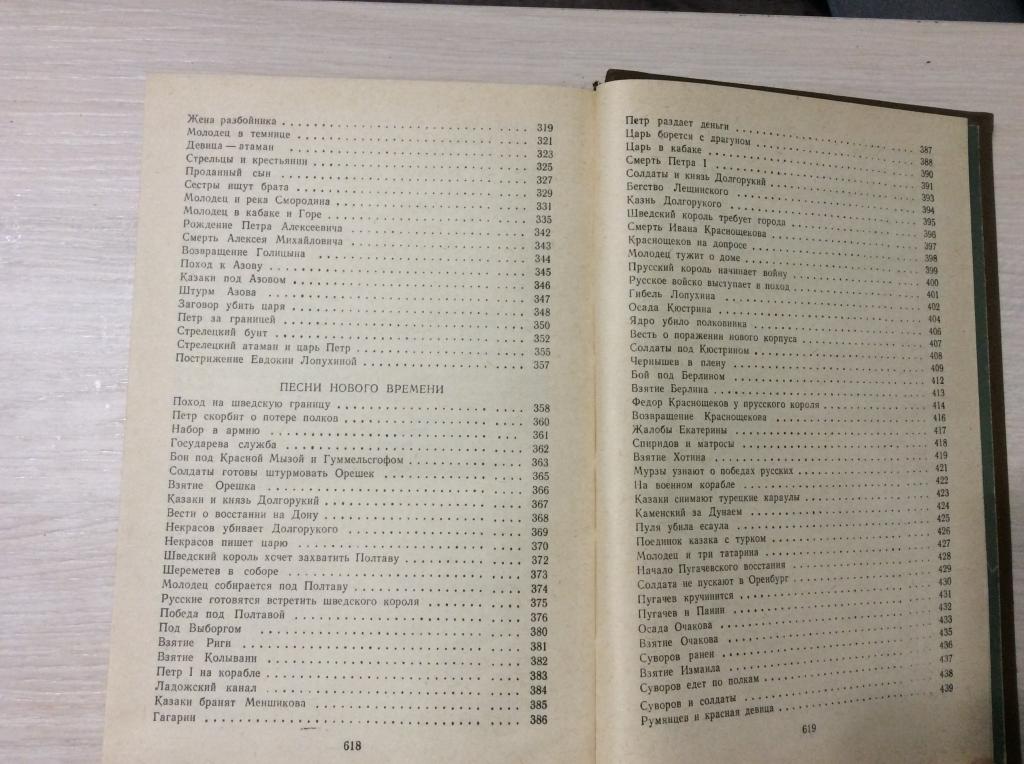 Жена разбойника . . . . 319
Молодец в темнице . . . . 321
Девица — атаман . . . . 323
Стрельцы и крестьянин . . . . 325
Проданный сын . . . . 327
Сестры ищут брата . . . . 329
Молодец и река Смородина . . . . 331
Молодец в кабаке и Горе . . . . 335
Рождение Петра Алексеевича . . . . 342
Смерть Алексея Михайловича . . . . 343
Возвращение Голицына . . . . 344
Поход к Азову . . . . 345
Казаки под Азовом . . . . 346
Штурм Азова . . . . 347
Заговор убить царя . . . . 348
Петр за границей . . . . 350
Стрелецкий бунт . . . . 352
Стрелецкий атаман и царь Петр . . . . 355
Пострижение Евдокии Лопухиной . . . . 357
ПЕСНИ НОВОГО ВРЕМЕНИ
Поход на шведскую границу . . . . 358
Петр скорбит о потере полков . . . . 360
Набор в армию . . . . 361
Государева служба . . . . 362
Бои под Красной Мызой и Гуммельсгофом . . . . 363
Солдаты готовы штурмовать Орешек . . . . 365
Взятие Орешка . . . . 366
Казаки и князь Долгорукий . . . . 367
Вести о восстании на Дону . . . . 368
Некрасов убивает Долгорукого . . . . 369
Некрасов пишет царю . . . . 370
Шведский король хочет захватить Полтаву . . . . 372
Шереметев в соборе . . . . 373
Молодец собирается под Полтаву . . . . 374
Русские готовятся встретить шведского короля . . . . 375
Победа под Полтавой . . . . 376
Под Выборгом . . . . 380
Взятие Риги . . . . 381
Взятие Колывани . . . . 382
Петр I на корабле . . . . 383
Ладожский канал . . . . 384
Казаки бранят Меншикова . . . . 385
Гагарин . . . . 386
618
Петр раздает деньги . . . . 387
Царь борется с драгуном . . . . 388
Царь в кабаке . . . . 390
Смерть Петра I . . . . 391
Солдаты и князь Долгорукий . . . . 393
Бегство Лещинского . . . . 394
Казнь Долгорукого . . . . 395
Шведский король требует города . . . . 396
Смерть Ивана Краснощекова . . . . 397
Краснощеков на допросе . . . . 398
Молодец тужит о доме . . . . 399
Прусский король начинает войну . . . . 400
Русское войско выступает в поход . . . . 401
Гибель Лопухина . . . . 402
Осада Кюстрина . . . . 404
Ядро убило полковника . . . . 406
Весть о поражении нового корпуса . . . . 407
Солдаты под Кюстрином . . . . 408
Чернышев в плену . . . . 409
Бой под Берлином . . . . 412
Взятие Берлина . . . . 413
Федор Краснощеков у прусского короля . . . . 414
Возвращение Краснощекова . . . . 416
Жалобы Екатерины . . . . 417
Спиридов и матросы . . . . 418
Взятие Хотина . . . . 419
Мурзы узнают о победах русских . . . . 421
На военном корабле . . . . 422
Казаки снимают турецкие караулы . . . . 423
Каменский за Дунаем . . . . 424
Пуля убила есаула . . . . 425
Поединок казака с турком . . . . 426
Молодец и три татарина . . . . 427
Начало Пугачевского восстания . . . . 428
Солдата не пускают в Оренбург . . . . 429
Пугачев кручинится . . . . 430
Пугачев и Панин . . . . 431
Осада Очакова . . . . 432
Взятие Очакова . . . . 433
Суворов ранен . . . . 435
Взятие Измаила . . . . 436
Суворов едет по полкам . . . . 437
Суворов и солдаты . . . . 438
Румянцев и красная девица . . . . 439
619